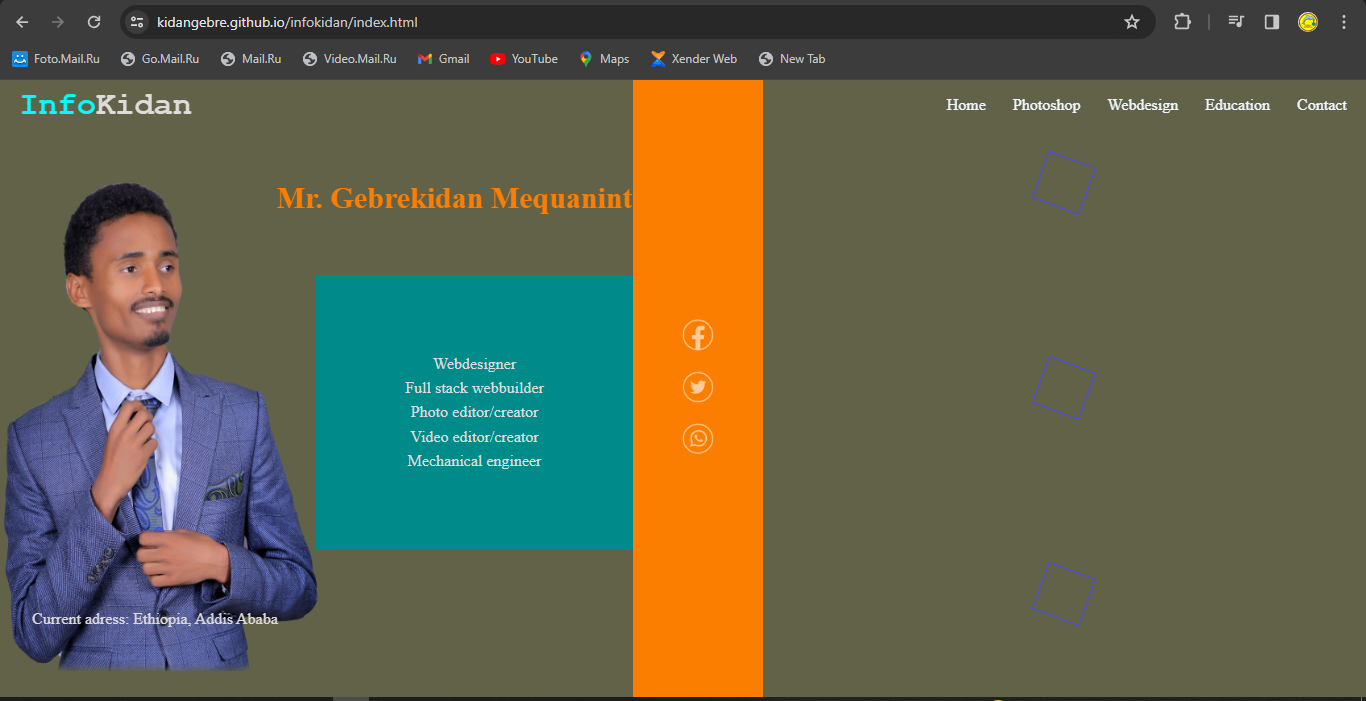 kidangebre.github.io/infokidan/index.html
Foto.Mail.Ru Go.Mail.Ru Mail.Ru Video.Mail.Ru Gmail YouTube Maps Xender Web New Tab
InfoKidan Home Photoshop Webdesign Education Contact
Mr. Gebrekidan Mequanint
Webdesigner
Full stack webbuilder
Photo editor/creator
Video editor/creator
Mechanical engineer
Current adress: Ethiopia, Addis Ababa